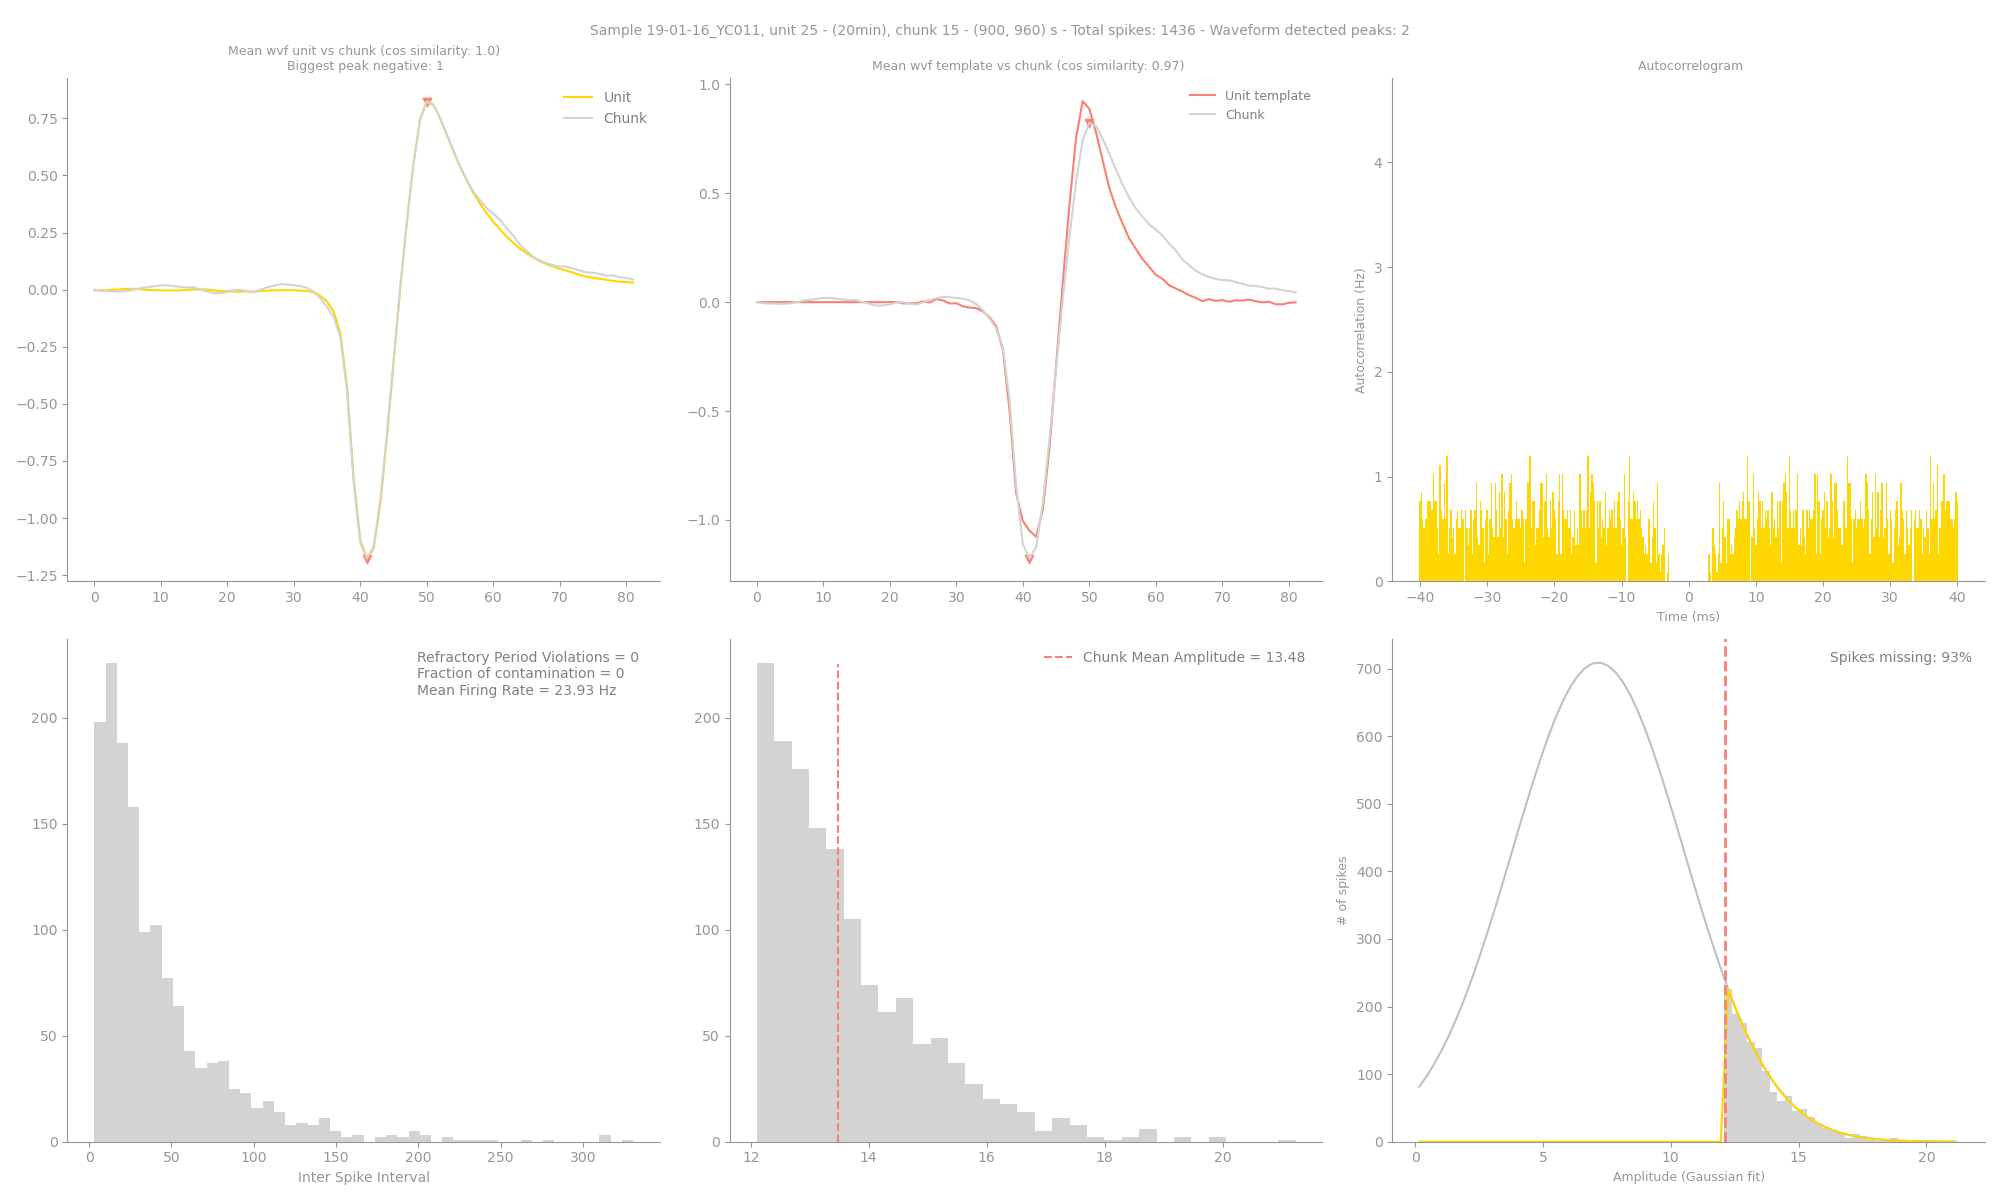 Sample 19-01-16_YC011, unit 25 - (20min), chunk 15 - (900, 960) s - Total spikes: 1436 - Waveform detected peaks: 2
Mean wvf unit vs chunk (cos similarity: 1.0)
Biggest peak negative: 1
Unit
Chunk
0.75
0.50
0.25
0.00
−0.25
−0.50
−0.75
−1.00
−1.25
0 10 20 30 40 50 60 70 80
Mean wvf template vs chunk (cos similarity: 0.97)
Unit template
Chunk
1.0
0.5
0.0
−0.5
−1.0
0 10 20 30 40 50 60 70 80
Autocorrelogram
Autocorrelation (Hz)
4
3
2
1
0
−40 −30 −20 −10 0 10 20 30 40
Time (ms)
Refractory Period Violations = 0
Fraction of contamination = 0
Mean Firing Rate = 23.93 Hz
200
150
100
50
0
0 50 100 150 200 250 300
Inter Spike Interval
Chunk Mean Amplitude = 13.48
200
150
100
50
0
12 14 16 18 20
Spikes missing: 93%
# of spikes
700
600
500
400
300
200
100
0
0 5 10 15 20
Amplitude (Gaussian fit)